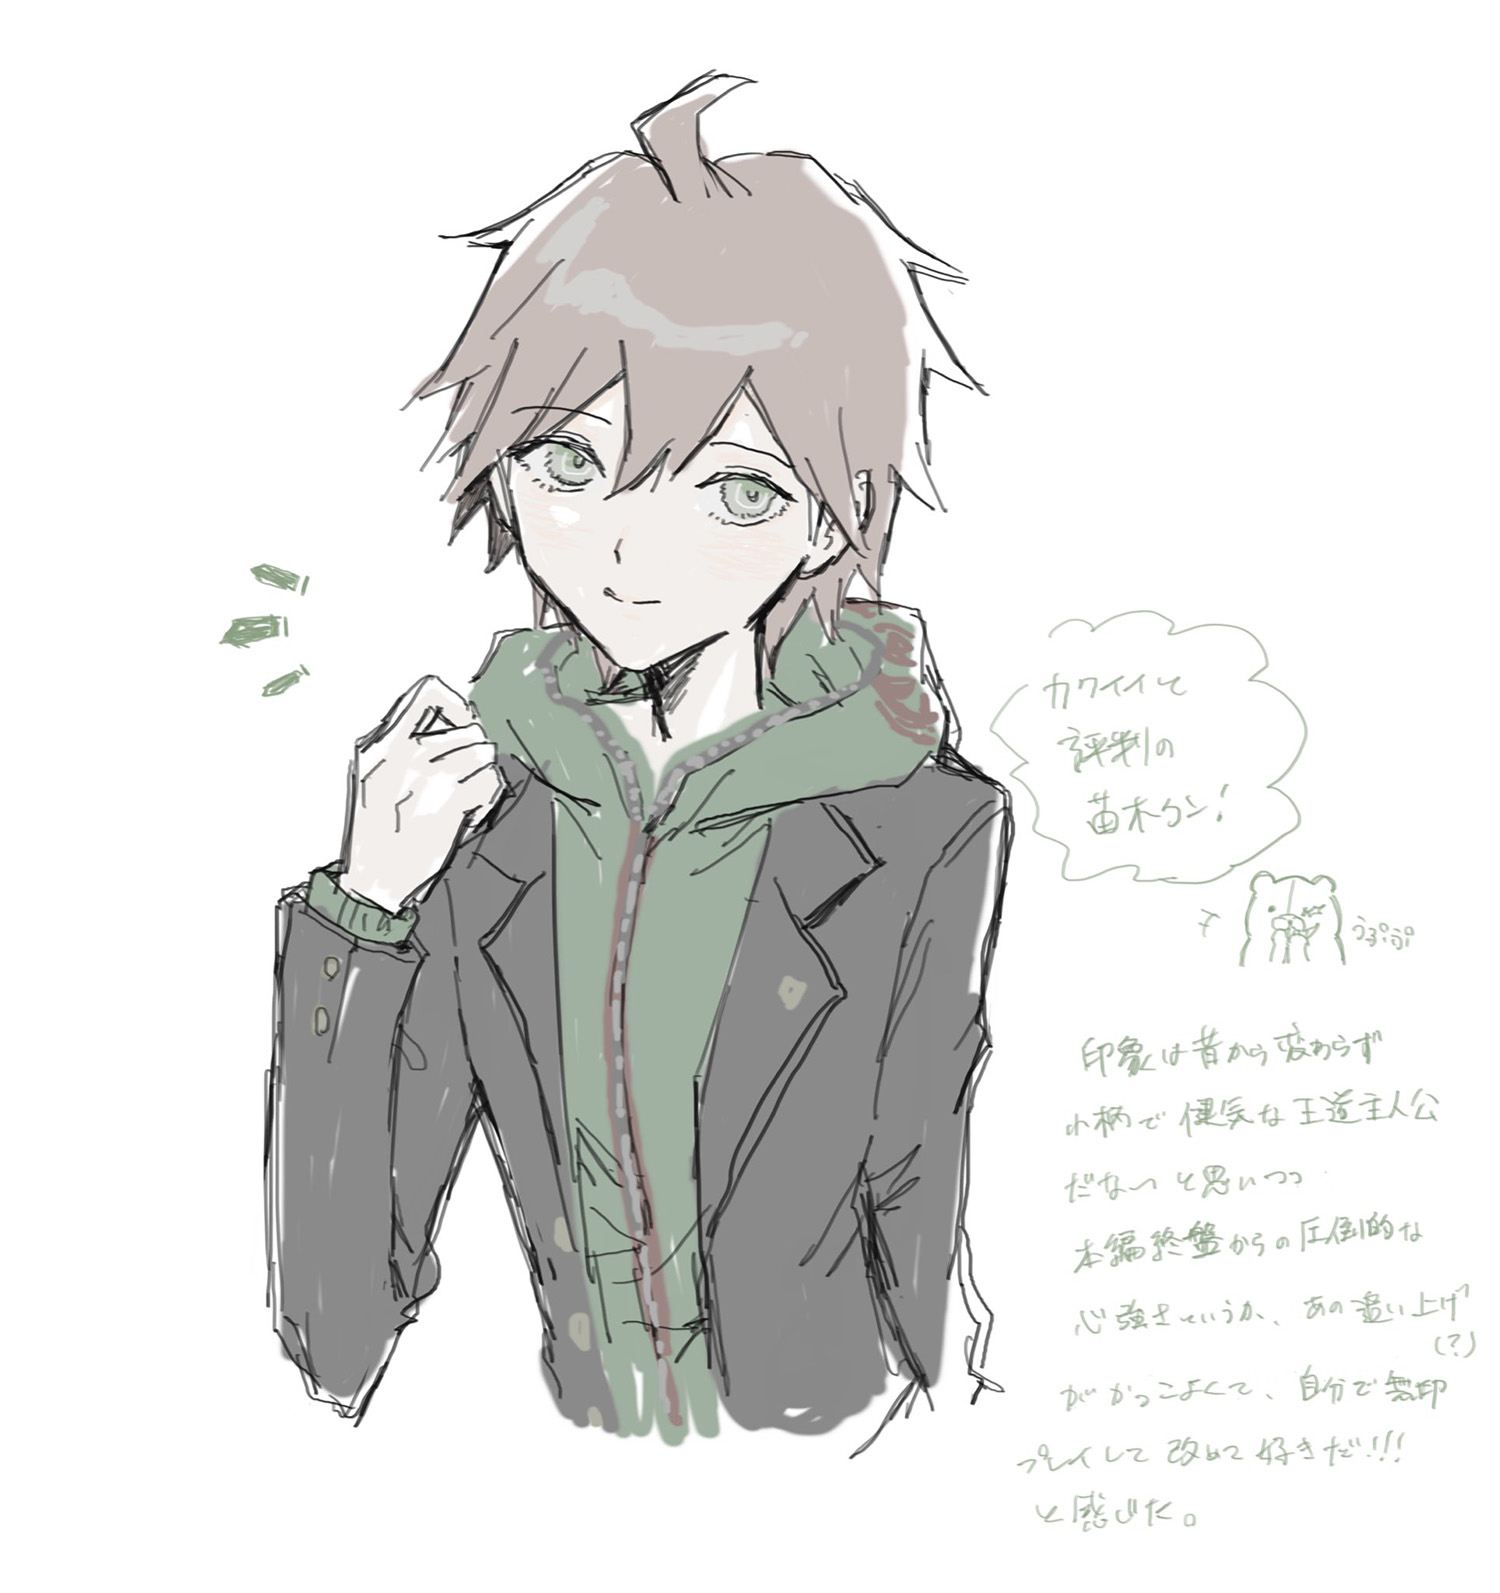 カワイイと
評判の
苗木クン！
うぷぷ
印象は昔から変わらず
小柄で健気な王道主人公
だな〜と思いつつ
本編終盤からの圧倒的な
心強さというか、あの追い上げ
(?)
がかっこよくて、自分で無印
プレイして改めて好きだ!!!
と感じた。